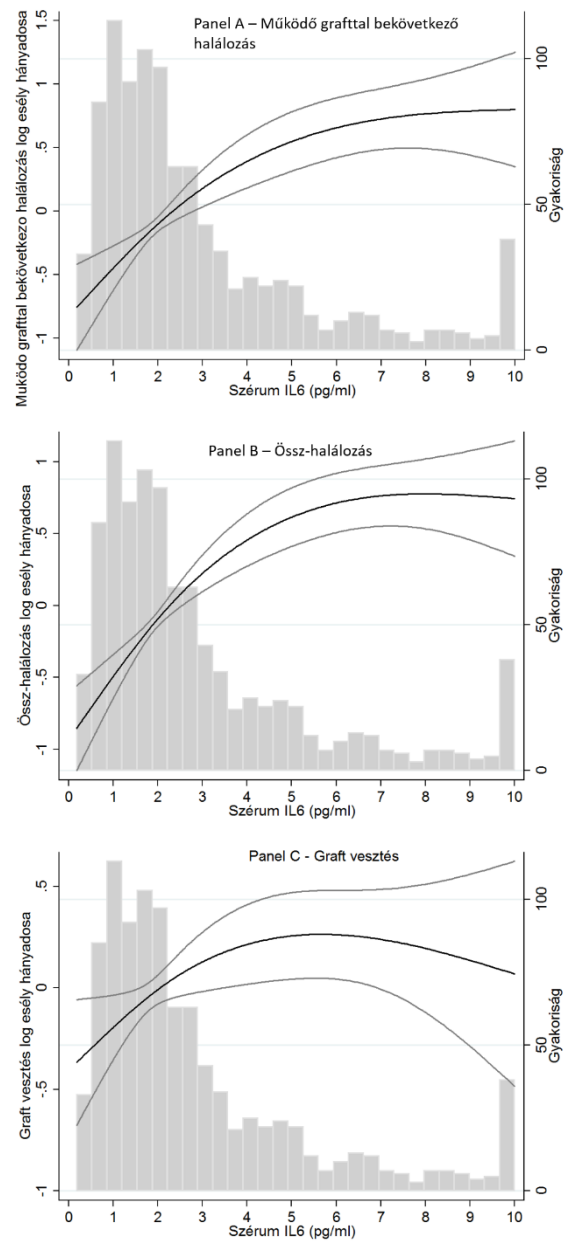 Panel A – Működő grafttal bekövetkező
halálozás
Muködo grafttal bekövetkezo halálozás log esély hányadosa
1.5
1
.5
0
-.5
-1
100
50
0
Gyakoriság
0 1 2 3 4 5 6 7 8 9 10
Szérum IL6 (pg/ml)
Panel B – Össz-halálozás
Össz-halálozás log esély hányadosa
1
.5
0
-.5
-1
100
50
0
Gyakoriság
0 1 2 3 4 5 6 7 8 9 10
Szérum IL6 (pg/ml)
Panel C - Graft vesztés
Graft vesztés log esély hányadosa
.5
0
-.5
-1
100
50
0
Gyakoriság
0 1 2 3 4 5 6 7 8 9 10
Szérum IL6 (pg/ml)